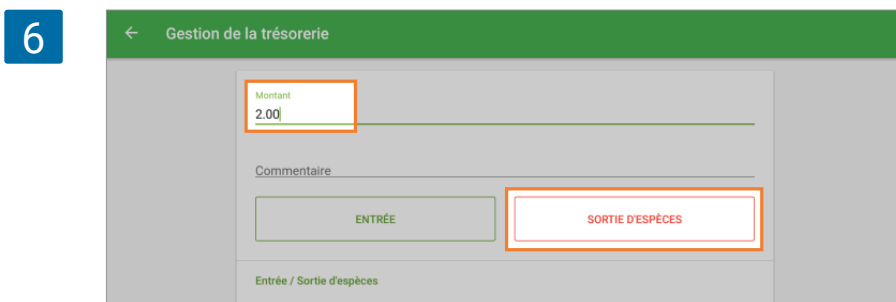 6
Gestion de la trésorerie
Montant
2.00
Commentaire
ENTRÉE
SORTIE D'ESPÈCES
Entrée / Sortie d'espèces